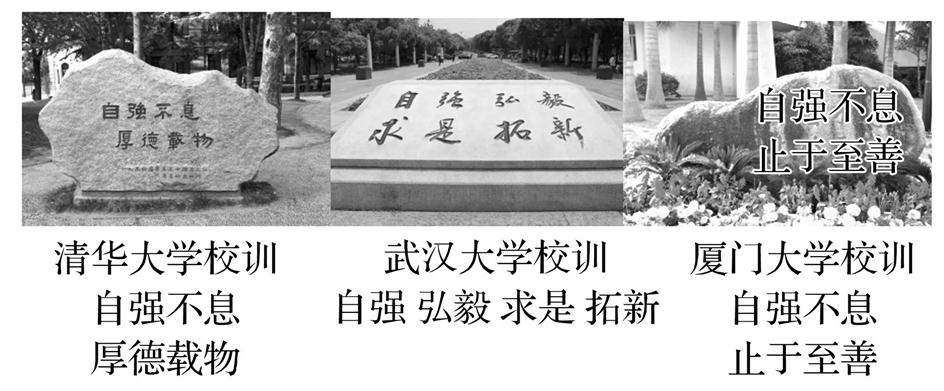 自强不息
厚德载物
自强 弘毅
求是 拓新
自强不息
止于至善
清华大学校训
自强不息
厚德载物
武汉大学校训
自强 弘毅 求是 拓新
厦门大学校训
自强不息
止于至善